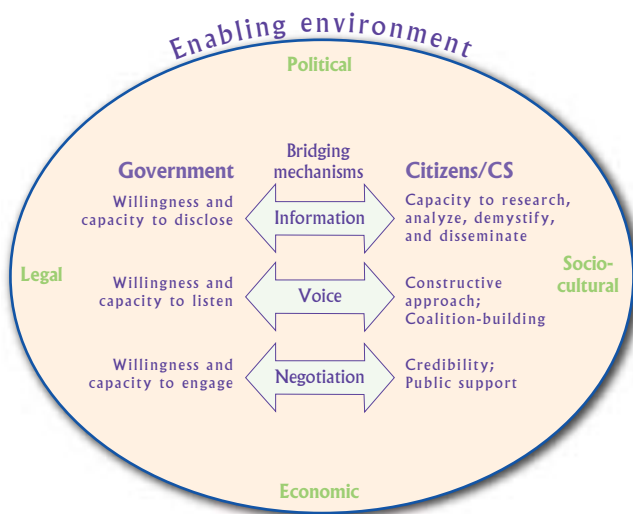 Enabling environment
Political
Bridging
mechanisms
Government
Citizens/CS
Willingness and
capacity to disclose
Information
Capacity to research,
analyze, demystify,
and disseminate
Legal
Socio-
cultural
Willingness and
capacity to listen
Voice
Constructive
approach;
Coalition-building
Willingness and
capacity to engage
Negotiation
Credibility;
Public support
Economic